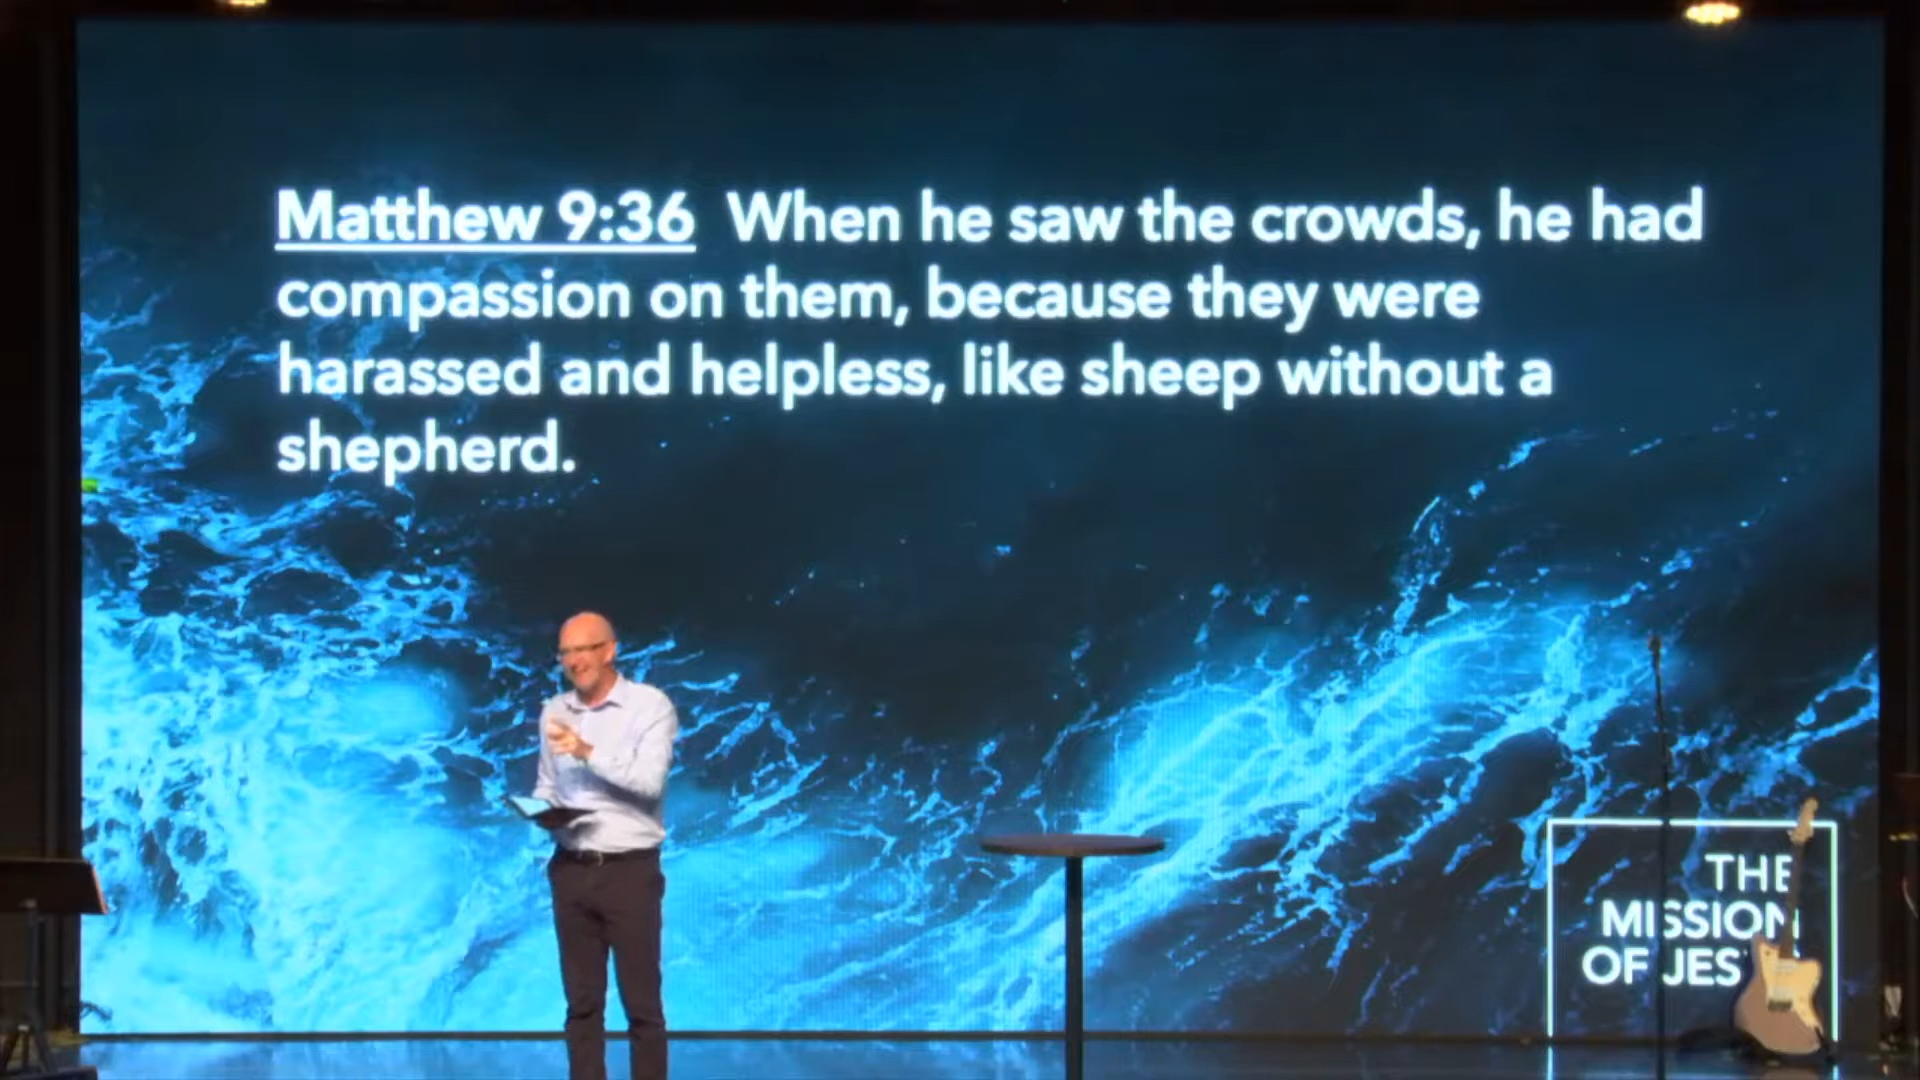 Matthew 9:36 When he saw the crowds, he had
compassion on them, because they were
harassed and helpless, like sheep without a
shepherd.
THE
MISSION
OF